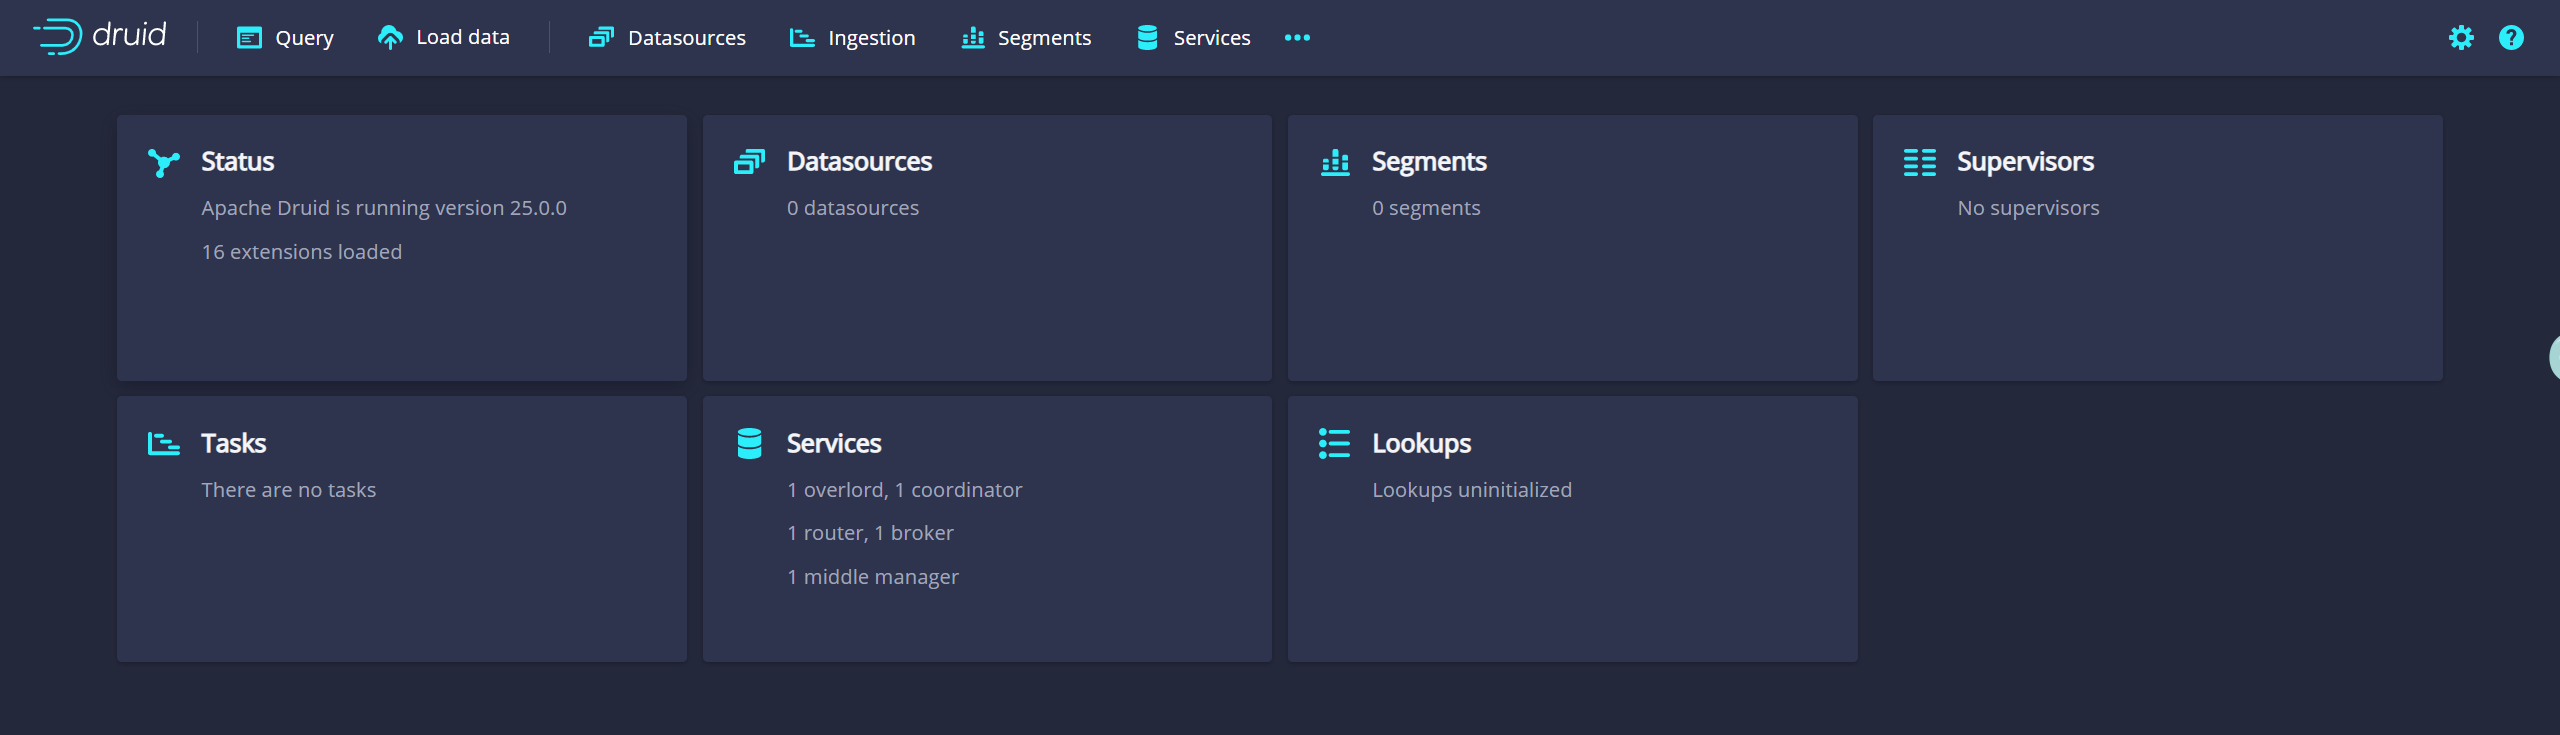 druid Query Load data Datasources Ingestion Segments Services
Status
Apache Druid is running version 25.0.0
16 extensions loaded
Datasources
0 datasources
Segments
0 segments
Supervisors
No supervisors
Tasks
There are no tasks
Services
1 overlord, 1 coordinator
1 router, 1 broker
1 middle manager
Lookups
Lookups uninitialized